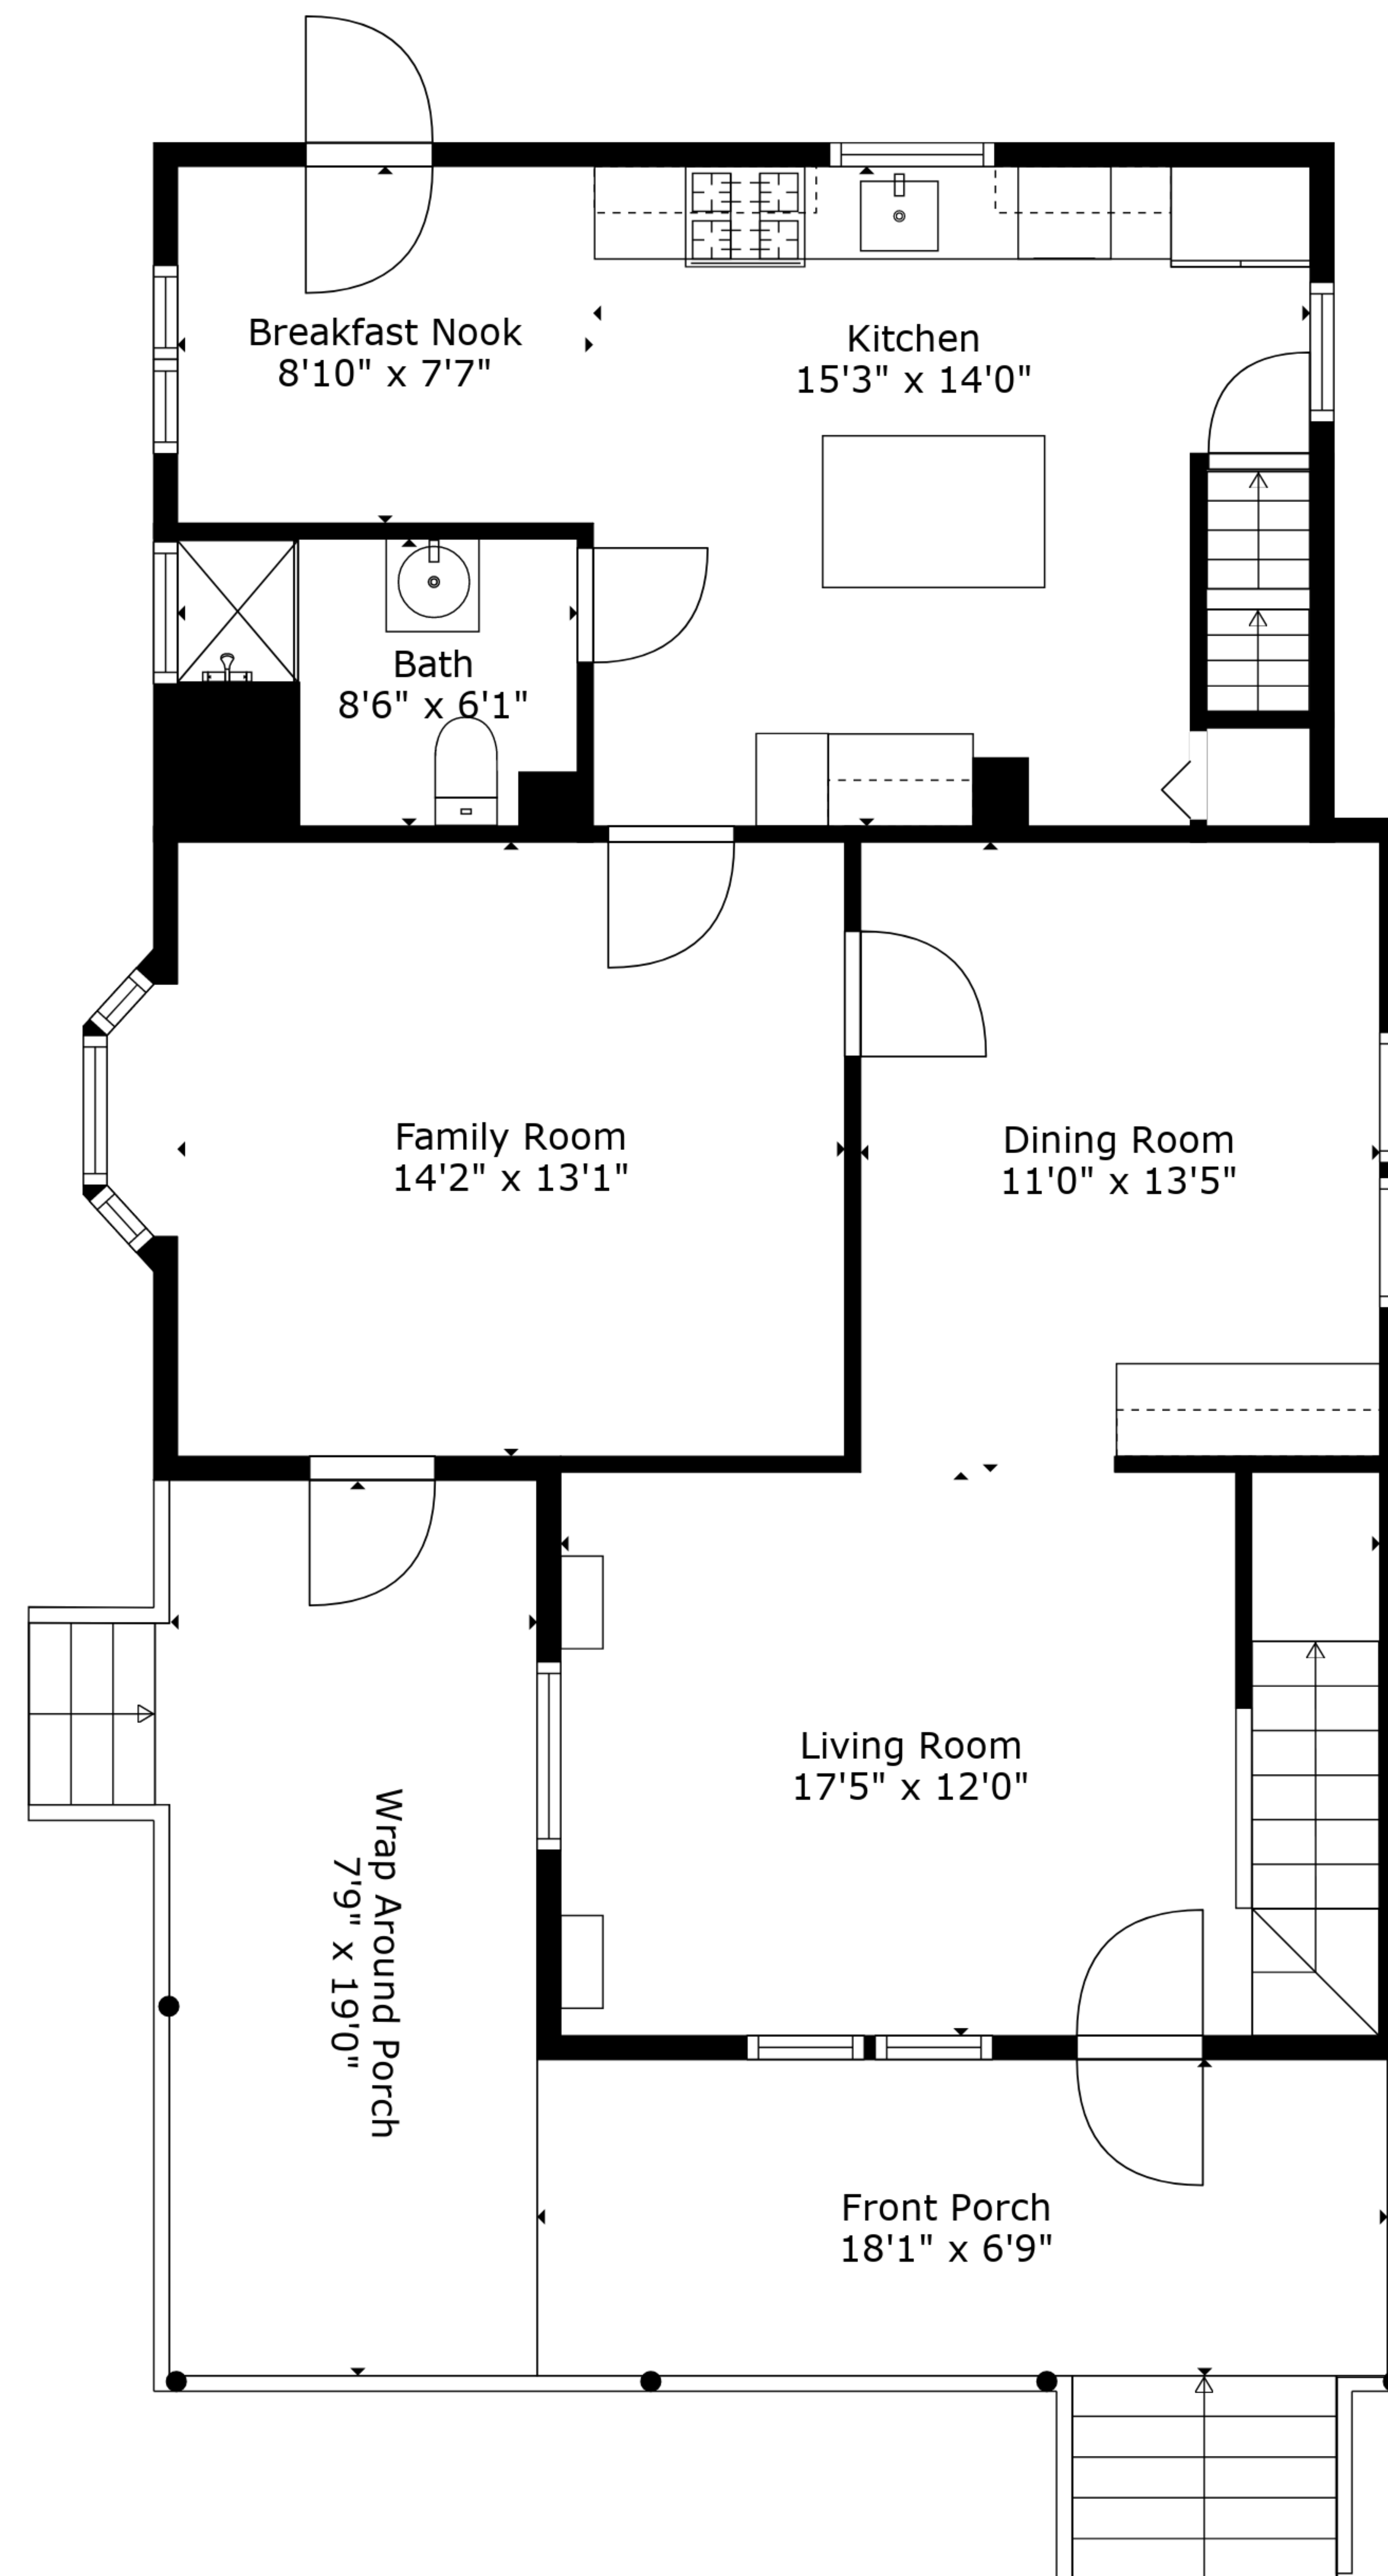 Breakfast Nook
8'10" x 7'7"
Kitchen
15'3" x 14'0"
Bath
8'6" x 6'1"
Family Room
14'2" x 13'1"
Dining Room
11'0" x 13'5"
Living Room
17'5" x 12'0"
Wrap Around Porch
7'9" x 19'0"
Front Porch
18'1" x 6'9"